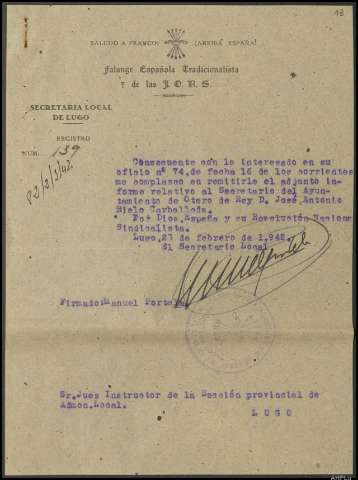 13
SALUDO A FRANCO: ¡ARRIBA ESPAÑA!
Falange Española Tradicionalista
Y de las J. O. N. S.
SECRETARIA LOCAL
DE LUGO
REGISTRO
NUM. 139
Consecuente con lo interesado en su
oficio nº 74, de fecha 16 de los corrientes
me complazco en remitirle el adjunto in-
forme relativo al Secretario del Ayun-
tamiento de Otero de Rey D. José Antonio
Carballeda.
Por Dios, España y su Revolución Nacional
Sindicalista.
Lugo, 23 de febrero de 1.942.
El Secretario Local
Firmado: Manuel Portela
Sr. Juez Instructor de la Sección provincial de
Admon. Local.
LUGO
AHPLu